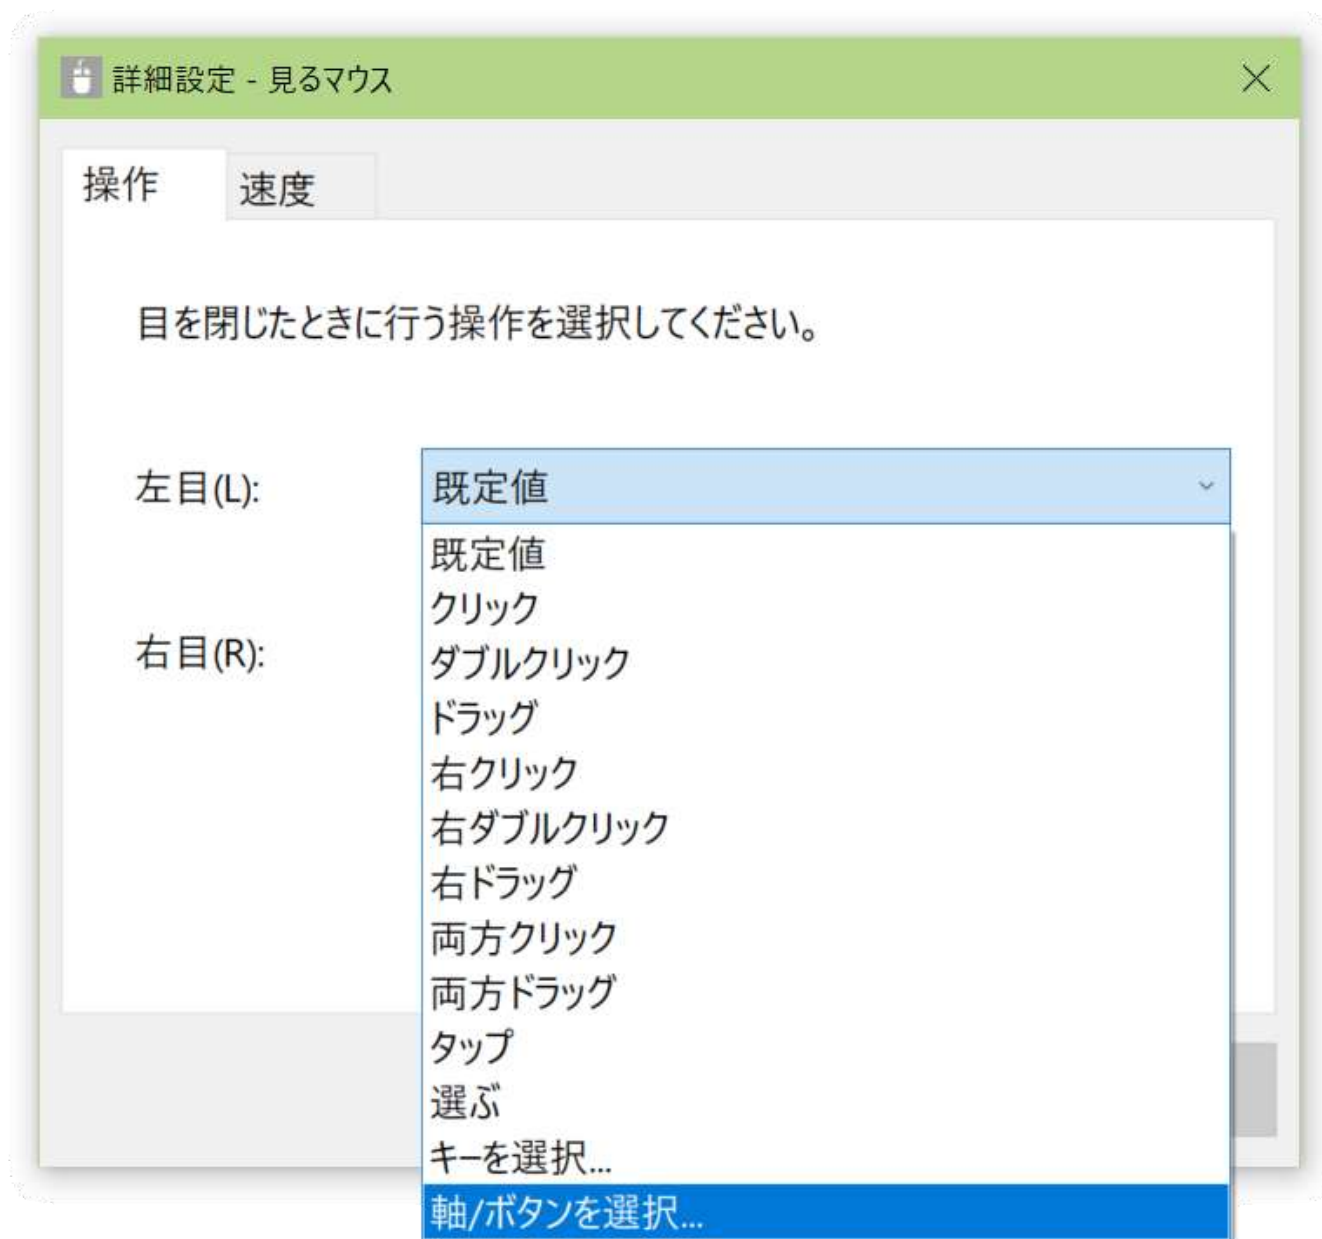 詳細設定 - 見るマウス
操作
速度
目を閉じたときに行う操作を選択してください。
左目(L):
既定値
既定値
クリック
ダブルクリック
右目(R):
ドラッグ
右クリック
右ダブルクリック
右ドラッグ
両方クリック
両方ドラッグ
タップ
選ぶ
キーを選択...
軸/ボタンを選択...